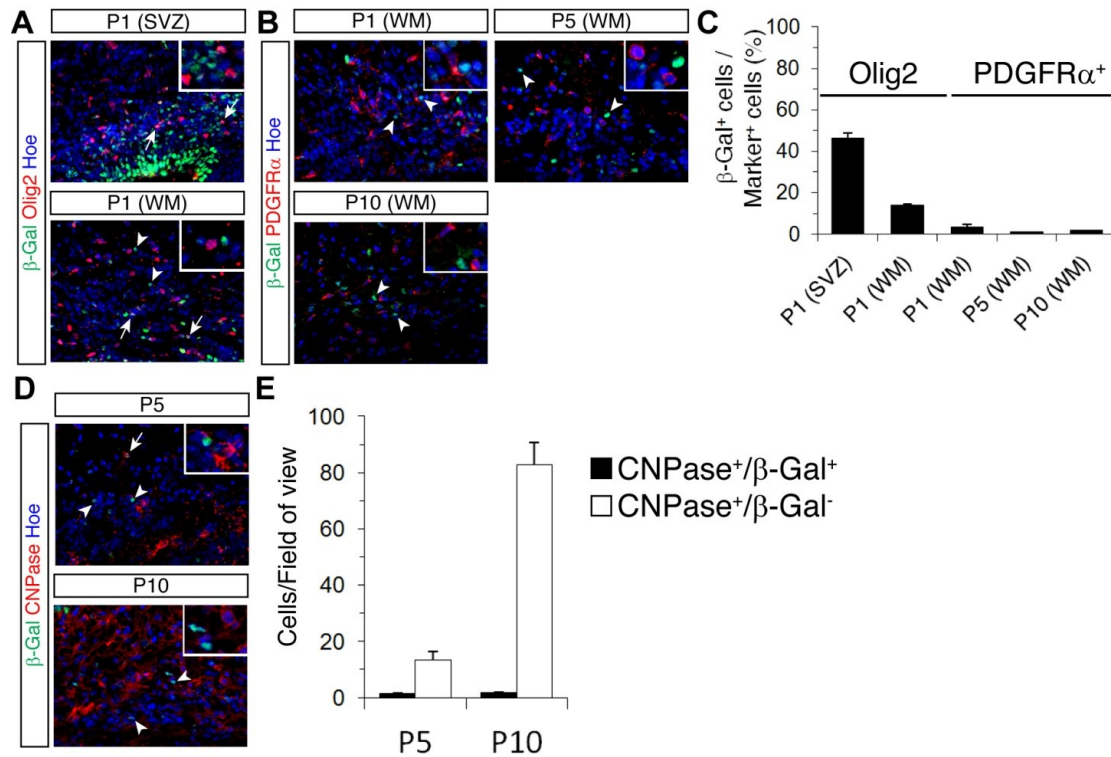 A
P1 (SVZ)
β-Gal Olig2 Hoe
P1 (WM)
B
P1 (WM)
P5 (WM)
β-Gal PDGFRα Hoe
P10 (WM)
C
β-Gal⁺ cells /
Marker⁺ cells (%)
100
80
60
40
20
0
Olig2
PDGFRα⁺
P1 (SVZ)
P1 (WM)
P1 (WM)
P5 (WM)
P10 (WM)
D
P5
β-Gal CNPase Hoe
P10
E
Cells/Field of view
100
80
60
40
20
0
P5
P10
CNPase⁺/β-Gal⁺
CNPase⁺/β-Gal⁻